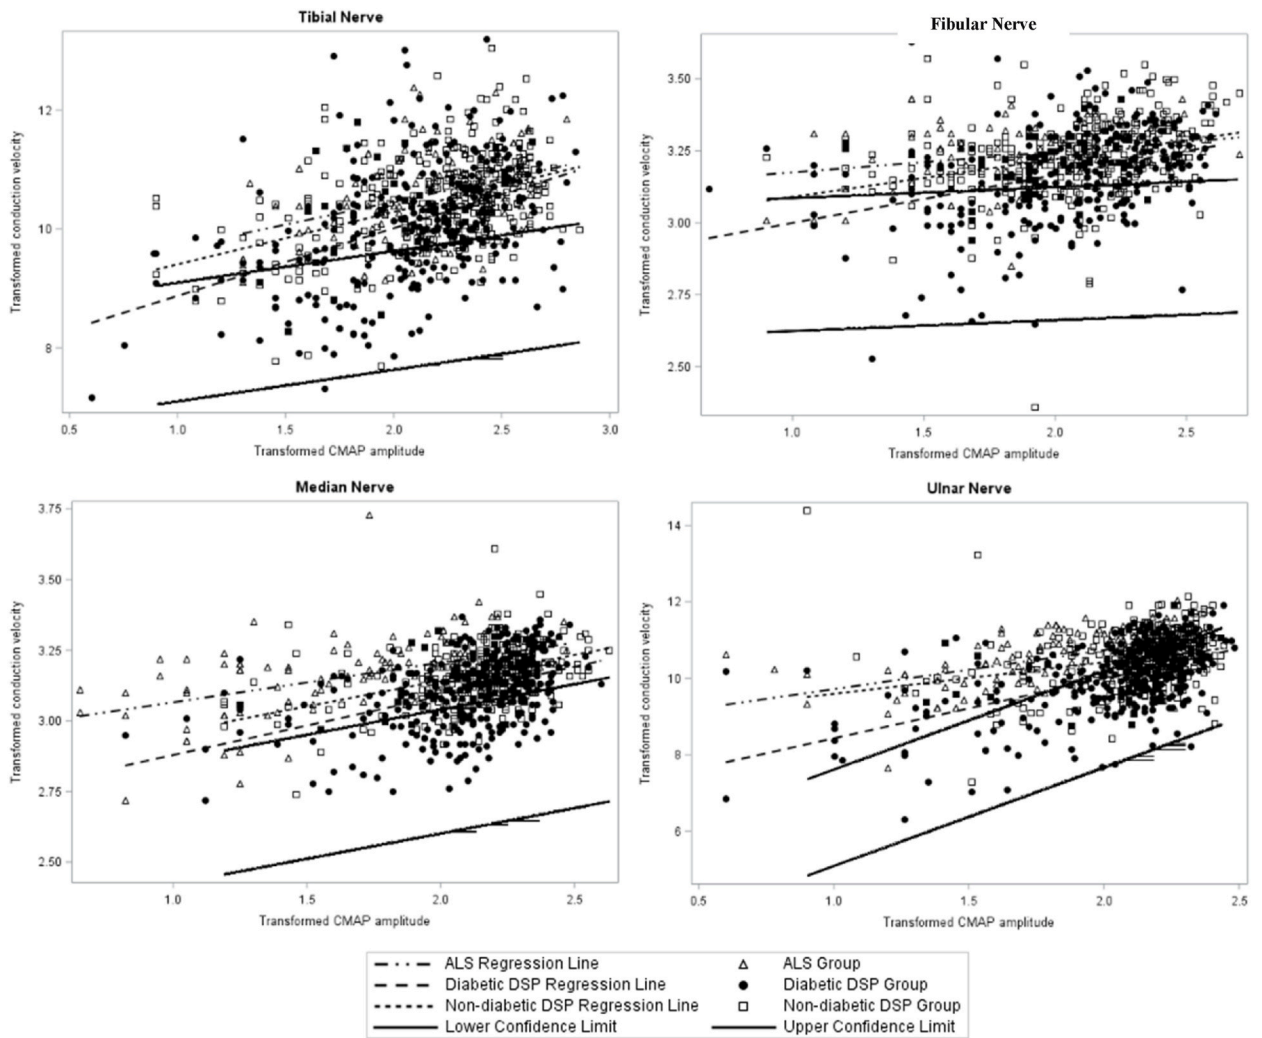 Tibial Nerve
Transformed conduction velocity
12
10
8
0.5 1.0 1.5 2.0 2.5 3.0
Transformed CMAP amplitude
Fibular Nerve
Transformed conduction velocity
3.50
3.25
3.00
2.75
2.50
1.0 1.5 2.0 2.5
Transformed CMAP amplitude
Median Nerve
Transformed conduction velocity
3.75
3.50
3.25
3.00
2.75
2.50
1.0 1.5 2.0 2.5
Transformed CMAP amplitude
Ulnar Nerve
Transformed conduction velocity
14
12
10
8
6
0.5 1.0 1.5 2.0 2.5
Transformed CMAP amplitude
ALS Regression Line ALS Group
Diabetic DSP Regression Line Diabetic DSP Group
Non-diabetic DSP Regression Line Non-diabetic DSP Group
Lower Confidence Limit Upper Confidence Limit